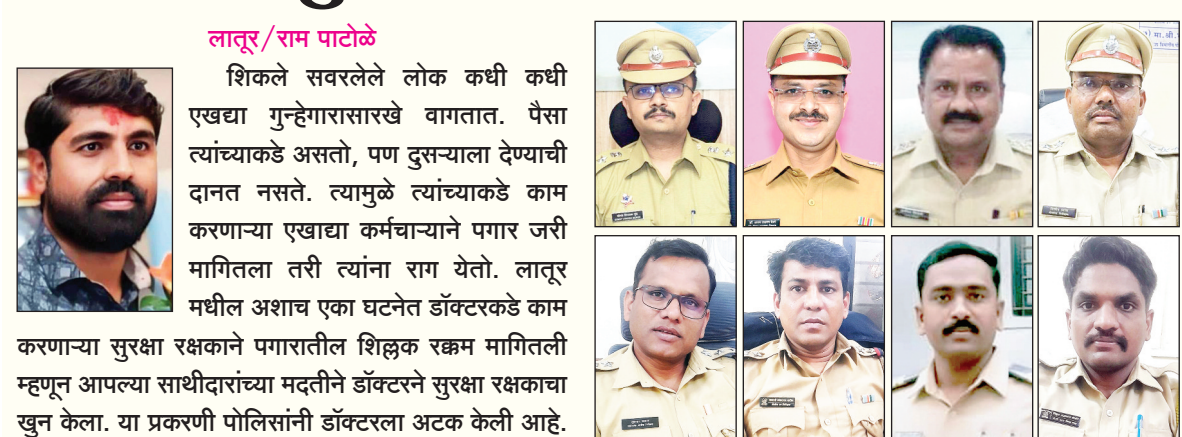 लातूर/राम पाटोळे
शिकले सवरलेले लोक कधी कधी
एखद्या गुन्हेगारासारखे वागतात. पैसा
त्यांच्याकडे असतो, पण दुसऱ्याला देण्याची
दानत नसते. त्यामुळे त्यांच्याकडे काम
करणाऱ्या एखाद्या कर्मचाऱ्याने पगार जरी
मागितला तरी त्यांना राग येतो. लातूर
मधील अशाच एका घटनेत डॉक्टरकडे काम
करणाऱ्या सुरक्षा रक्षकाने पगारातील शिल्लक रक्कम मागितली
म्हणून आपल्या साथीदारांच्या मदतीने डॉक्टरने सुरक्षा रक्षकाचा
खुन केला. या प्रकरणी पोलिसांनी डॉक्टरला अटक केली आहे.
मा.श्री.